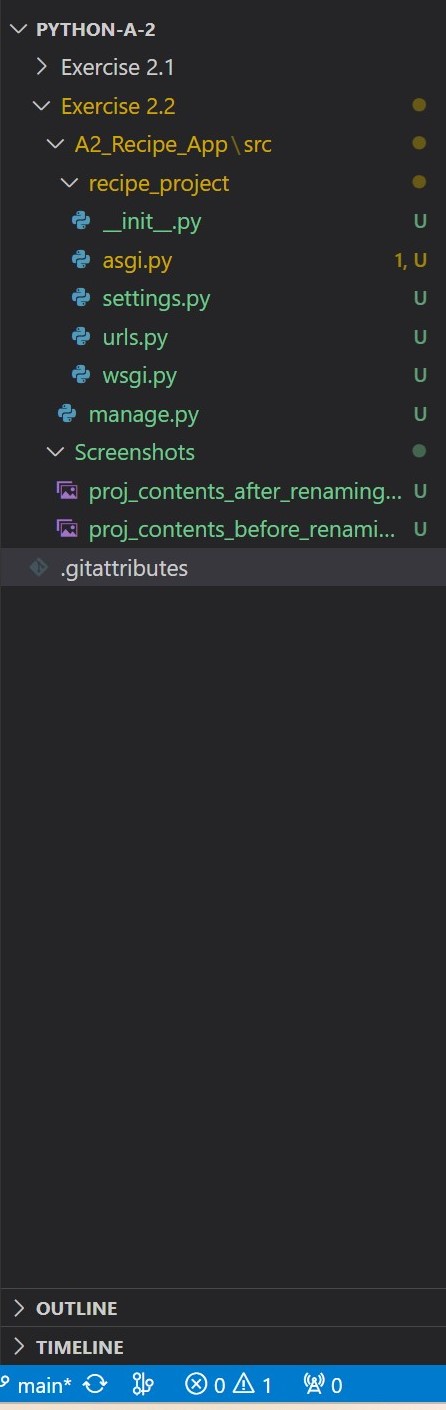 PYTHON-A-2
Exercise 2.1
Exercise 2.2
A2_Recipe_App\src
recipe_project
__init__.py U
asgi.py 1, U
settings.py U
urls.py U
wsgi.py U
manage.py U
Screenshots
proj_contents_after_renaming... U
proj_contents_before_renami... U
.gitattributes
OUTLINE
TIMELINE
main* 0 1 0